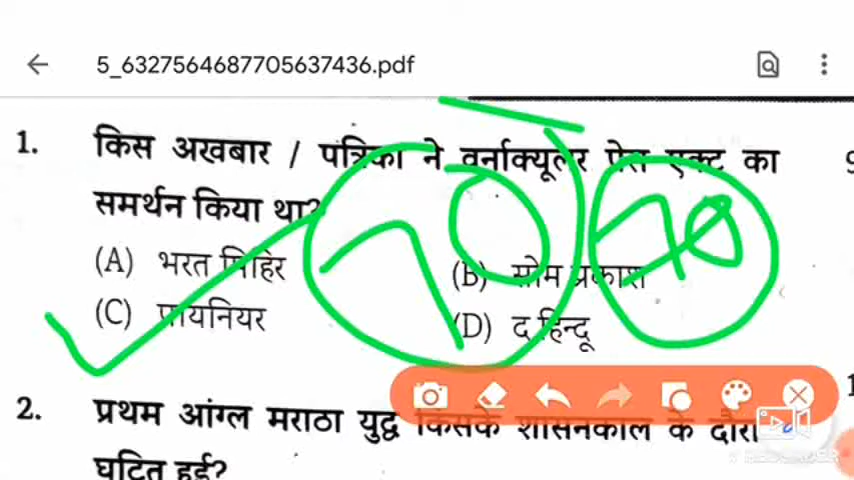 5_6327564687705637436.pdf
1. किस अखबार / पत्रिका ने वर्नाक्यूलर प्रेस एक्ट का
समर्थन किया था?
(A) भरत मिहिर (B) सोम प्रकाश
(C) पायनियर (D) द हिन्दू
2. प्रथम आंग्ल मराठा युद्ध किसके शासनकाल के
घटित हुई?